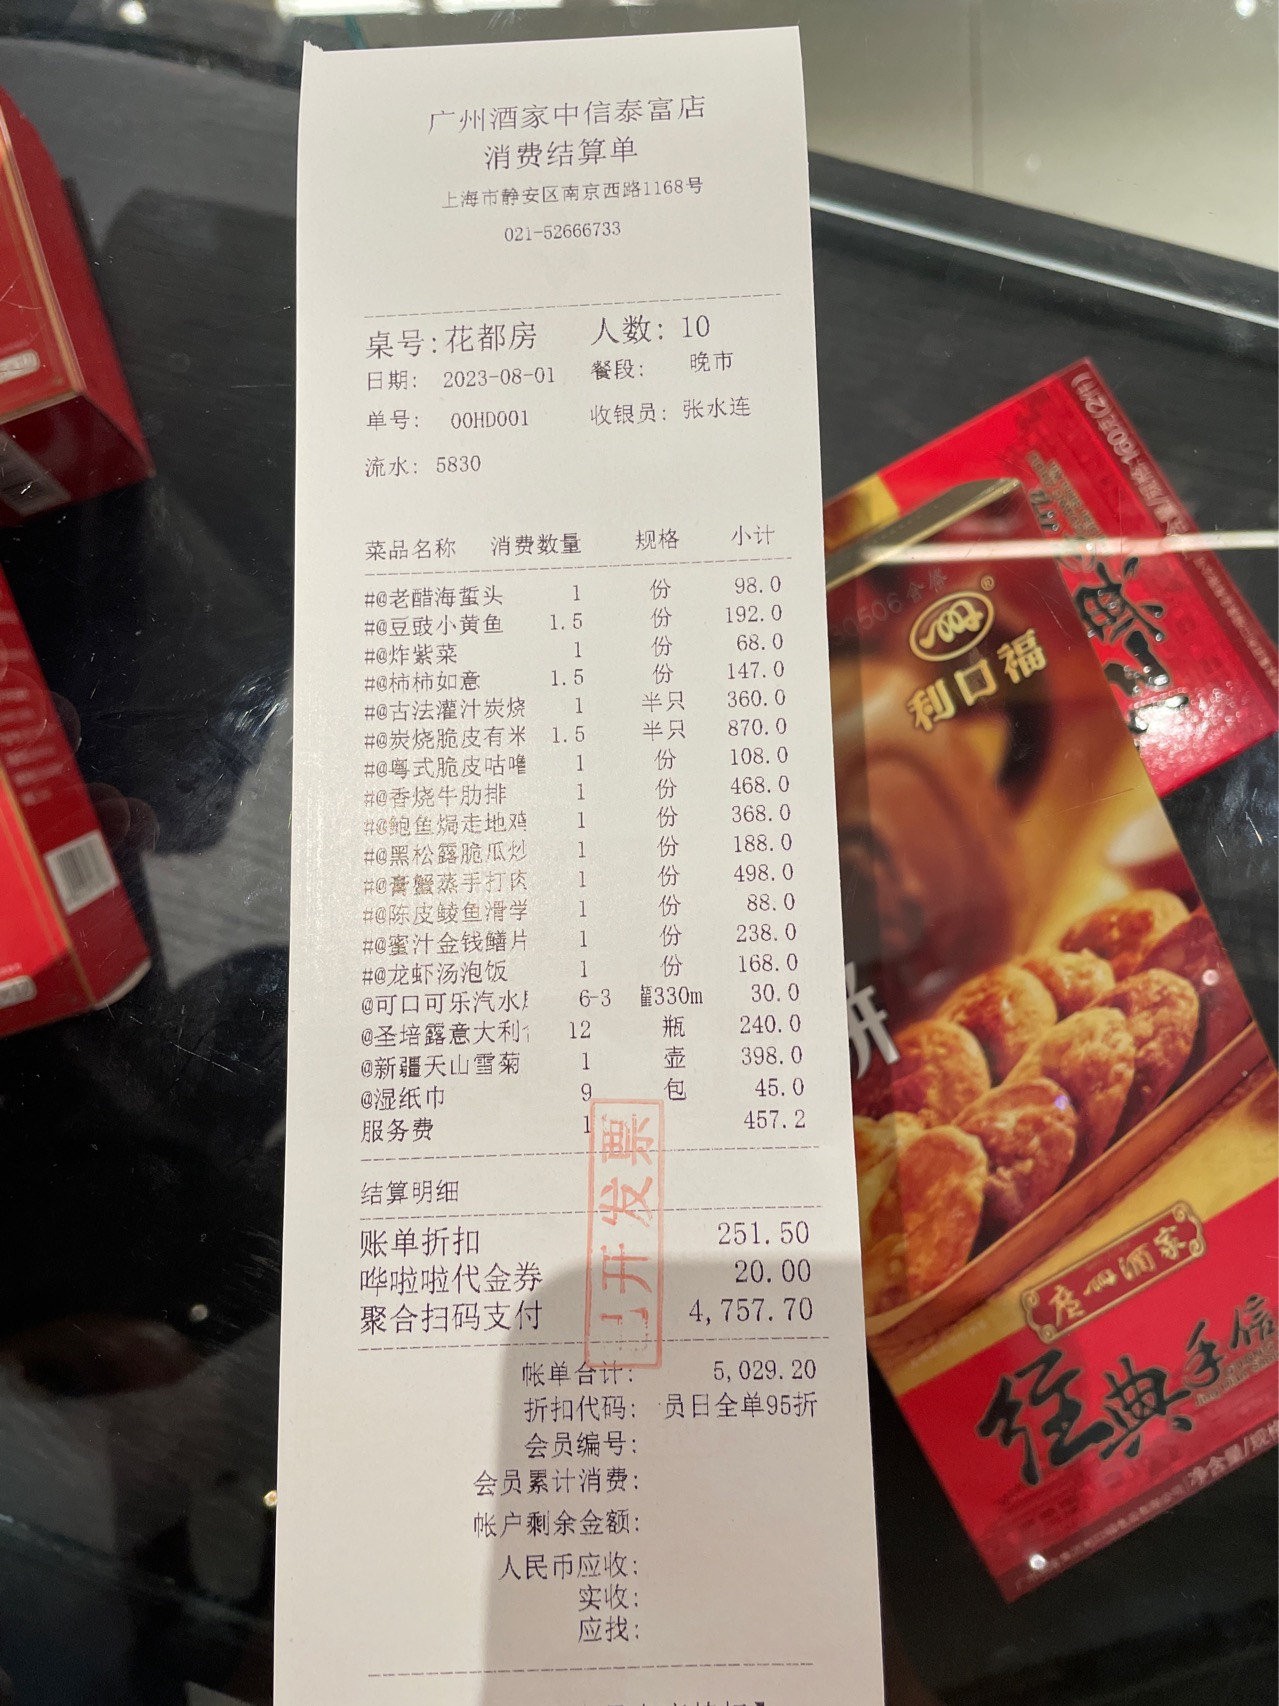 广州酒家中信泰富店
消费结算单
上海市静安区南京西路1168号
021-52666733
桌号:花都房 人数: 10
日期: 2023-08-01 餐段: 晚市
单号: 00HD001 收银员: 张水连
流水: 5830
菜品名称 消费数量 规格 小计
#@老醋海蜇头 1 份 98.0
#@豆豉小黄鱼 1.5 份 192.0
#@炸紫菜 1 份 68.0
#@柿柿如意 1.5 份 147.0
#@古法灌汁炭烧 1 半只 360.0
#@炭烧脆皮有米 1.5 半只 870.0
#@粤式脆皮咕噜 1 份 108.0
#@香烧牛肋排 1 份 468.0
#@鲍鱼焗走地鸡 1 份 368.0
#@黑松露脆瓜炒 1 份 188.0
#@膏蟹蒸手打肉 1 份 498.0
#@陈皮鲮鱼滑学 1 份 88.0
#@蜜汁金钱鳝片 1 份 238.0
#@龙虾汤泡饭 1 份 168.0
@可口可乐汽水 6-3 330m 30.0
@圣培露意大利 12 瓶 240.0
@新疆天山雪菊 1 壶 398.0
@湿纸巾 9 包 45.0
服务费 1 457.2
结算明细
账单折扣 251.50
哗啦啦代金券 20.00
聚合扫码支付 4,757.70
已开发票
帐单合计: 5,029.20
折扣代码: 员日全单95折
会员编号:
会员累计消费:
帐户剩余金额:
人民币应收:
实收:
应找:
利口福
饼
广州酒家
经典手信
净含量/规格